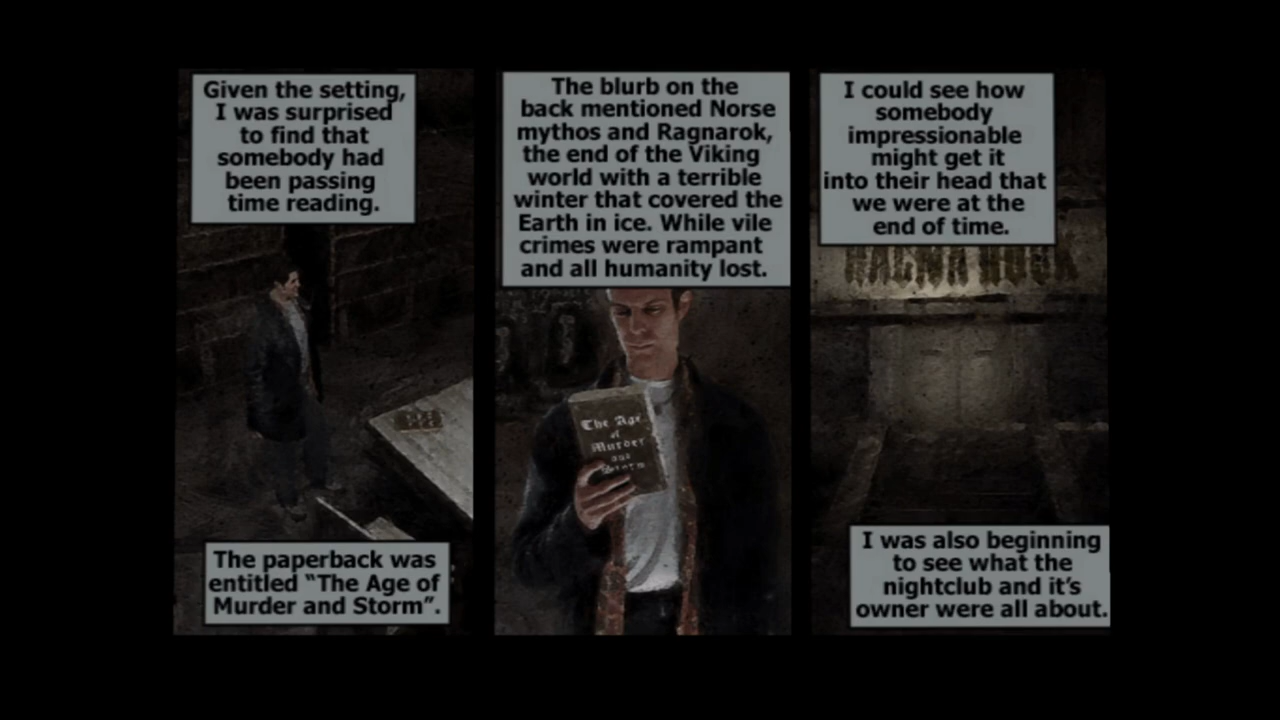 Given the setting,
I was surprised
to find that
somebody had
been passing
time reading.
The paperback was
entitled “The Age of
Murder and Storm”.
The blurb on the
back mentioned Norse
mythos and Ragnarok,
the end of the Viking
world with a terrible
winter that covered the
Earth in ice. While vile
crimes were rampant
and all humanity lost.
The Age
of
Murder
and
Storm
I could see how
somebody
impressionable
might get it
into their head that
we were at the
end of time.
RAGNA ROCK
I was also beginning
to see what the
nightclub and it’s
owner were all about.